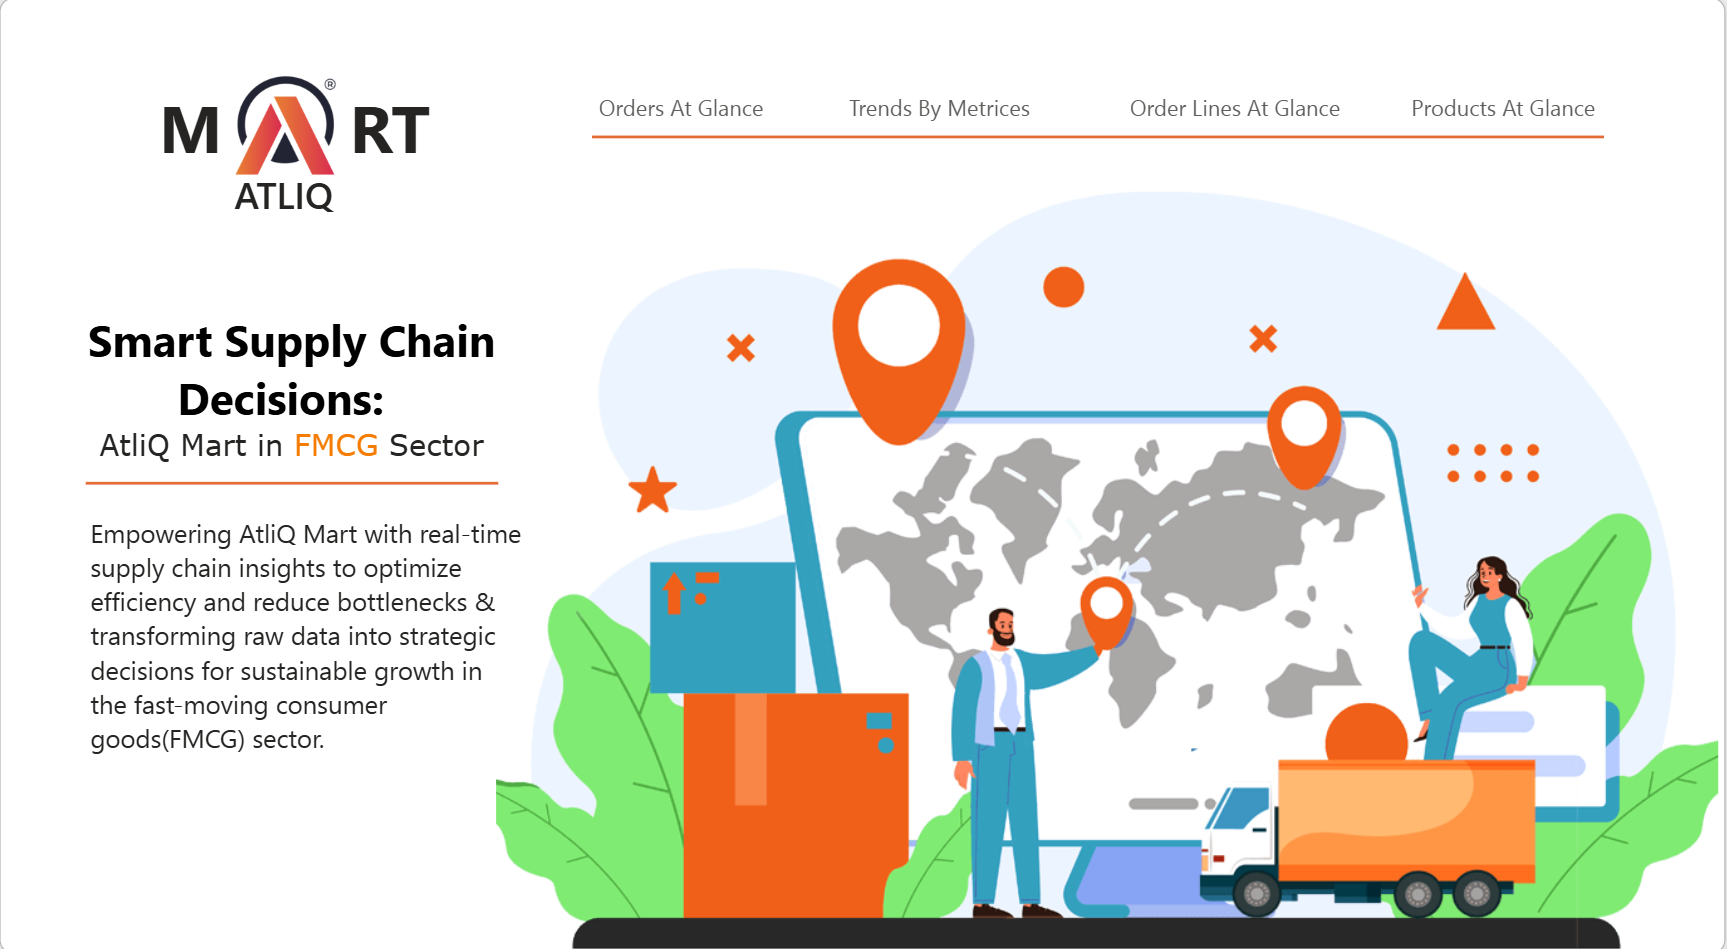 M A RT
®
ATLIQ
Orders At Glance
Trends By Metrices
Order Lines At Glance
Products At Glance
Smart Supply Chain
Decisions:
AtliQ Mart in FMCG Sector
Empowering AtliQ Mart with real-time
supply chain insights to optimize
efficiency and reduce bottlenecks &
transforming raw data into strategic
decisions for sustainable growth in
the fast-moving consumer
goods(FMCG) sector.